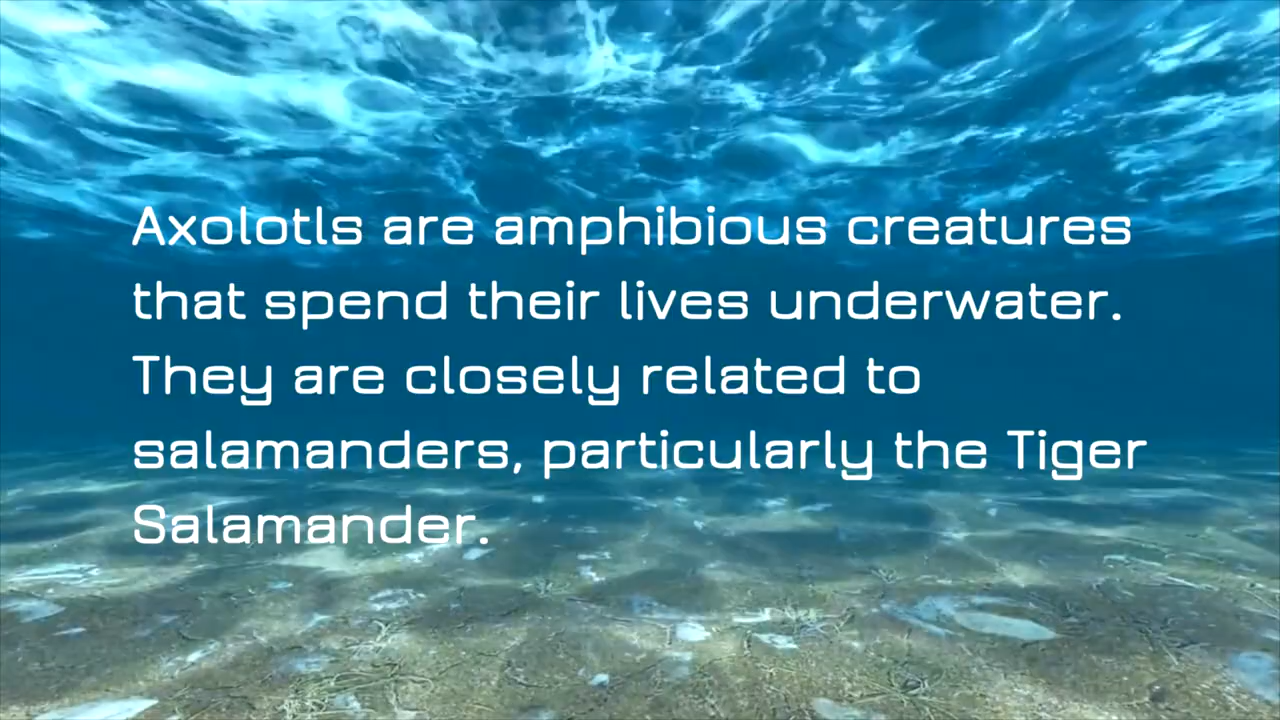 Axolotls are amphibious creatures
that spend their lives underwater.
They are closely related to
salamanders, particularly the Tiger
Salamander.